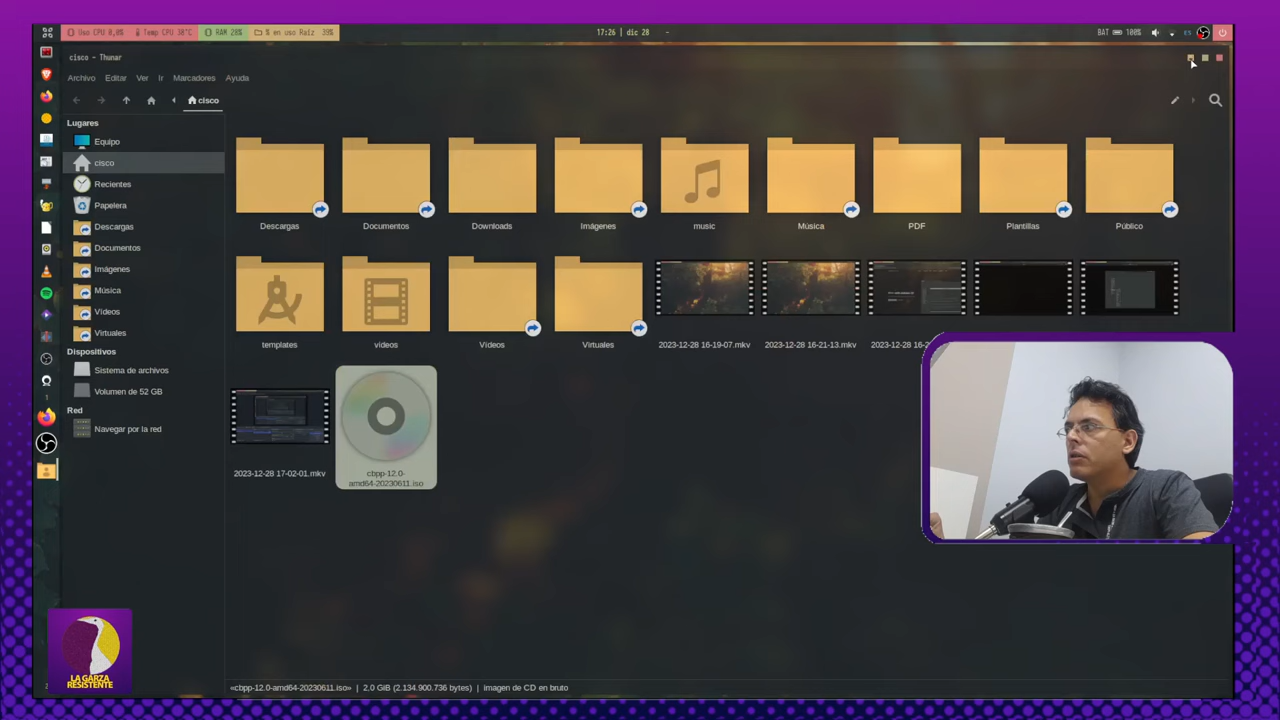 Uso CPU 0,0% Temp CPU 38°C RAM 28% % en uso Raíz 39%
17:26 | dic 28
BAT 100%
ES
cisco - Thunar
Archivo Editar Ver Ir Marcadores Ayuda
cisco
Lugares
Equipo
cisco
Recientes
Papelera
Descargas
Documentos
Imágenes
Música
Vídeos
Virtuales
Dispositivos
Sistema de archivos
Volumen de 52 GB
Red
Navegar por la red
1
Descargas Documentos Downloads Imágenes music Música PDF Plantillas Público
templates videos Vídeos Virtuales 2023-12-28 16-19-07.mkv 2023-12-28 16-21-13.mkv
2023-12-28 17-02-01.mkv
cbpp-12.0-
amd64-20230611.iso
LA GARZA
RESISTENTE
«cbpp-12.0-amd64-20230611.iso» | 2,0 GiB (2.134.900.736 bytes) | imagen de CD en bruto